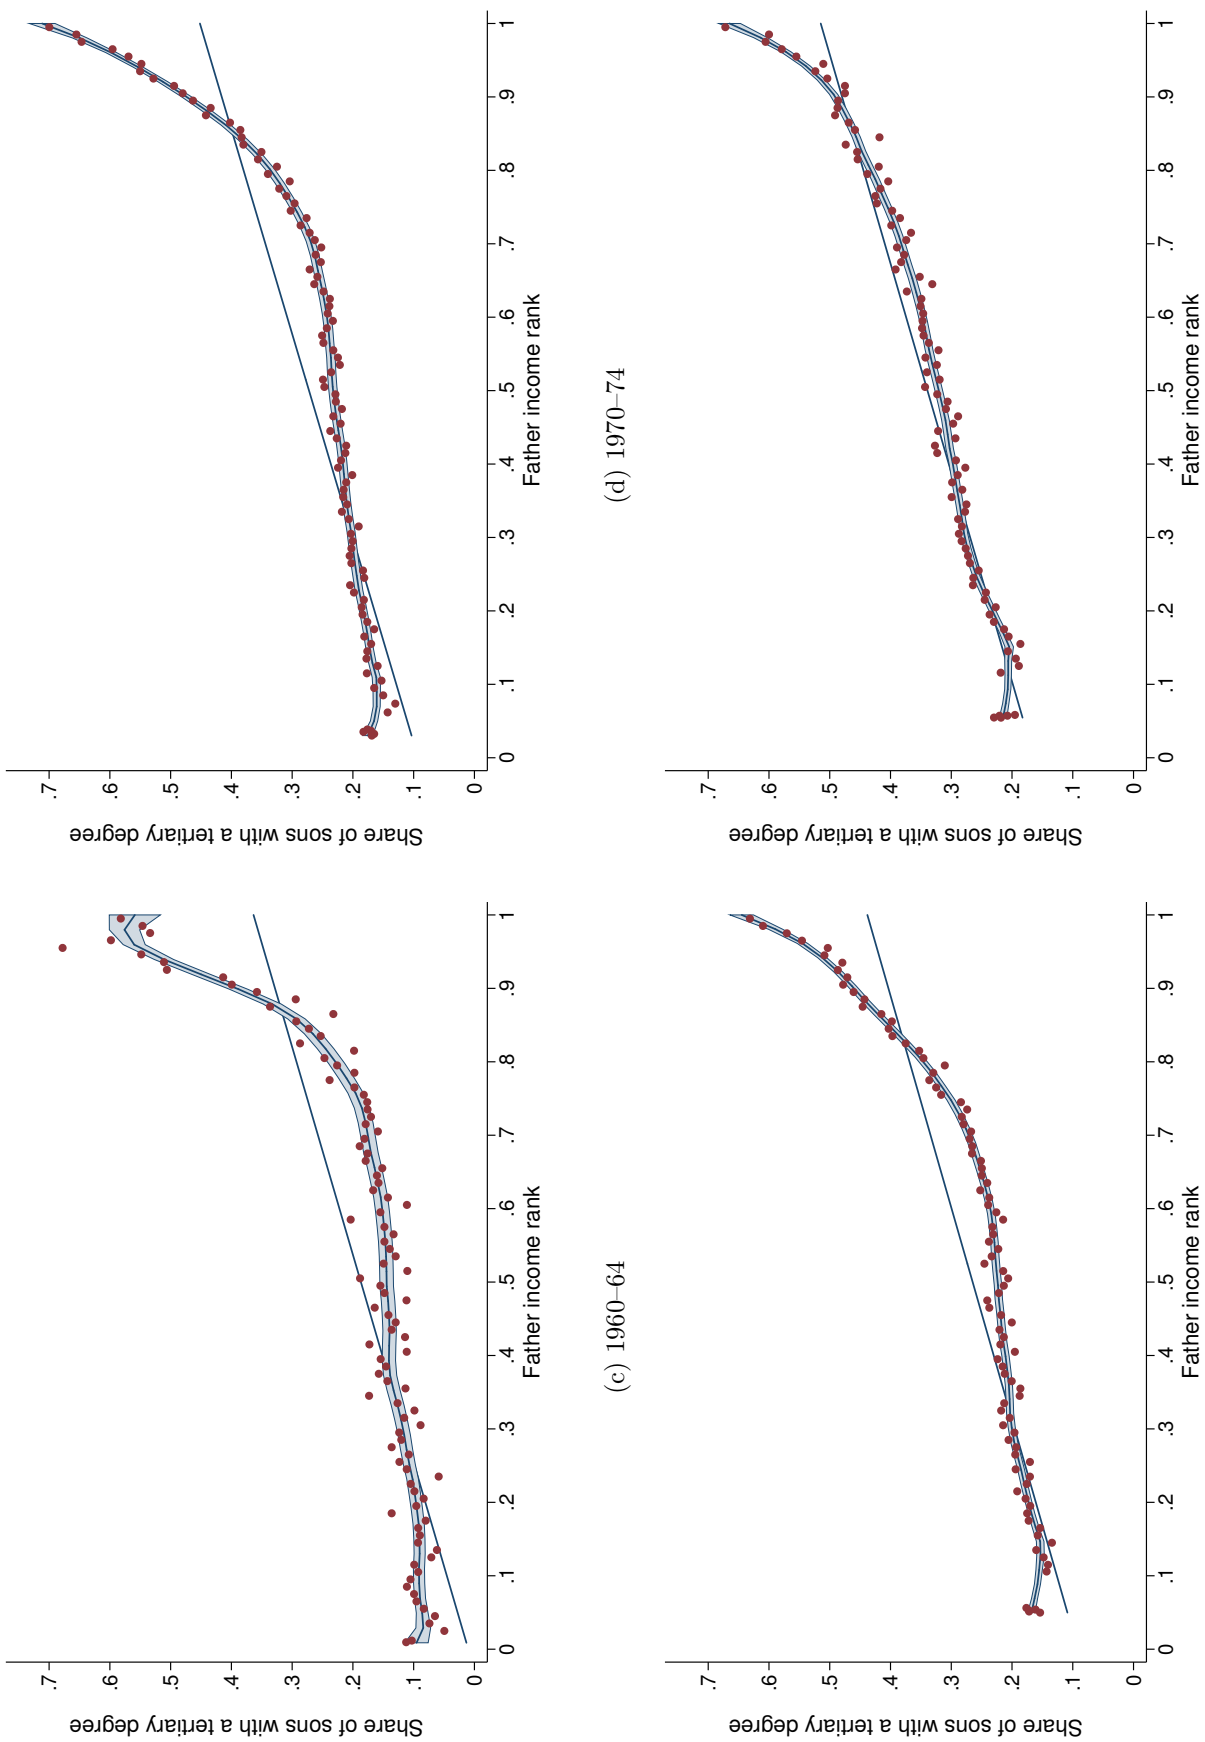 Share of sons with a tertiary degree
.7
.6
.5
.4
.3
.2
.1
0
0 .1 .2 .3 .4 .5 .6 .7 .8 .9 1
Father income rank
Share of sons with a tertiary degree
.7
.6
.5
.4
.3
.2
.1
0
0 .1 .2 .3 .4 .5 .6 .7 .8 .9 1
Father income rank
(c) 1960–64
Share of sons with a tertiary degree
.7
.6
.5
.4
.3
.2
.1
0
0 .1 .2 .3 .4 .5 .6 .7 .8 .9 1
Father income rank
(d) 1970–74
Share of sons with a tertiary degree
.7
.6
.5
.4
.3
.2
.1
0
0 .1 .2 .3 .4 .5 .6 .7 .8 .9 1
Father income rank